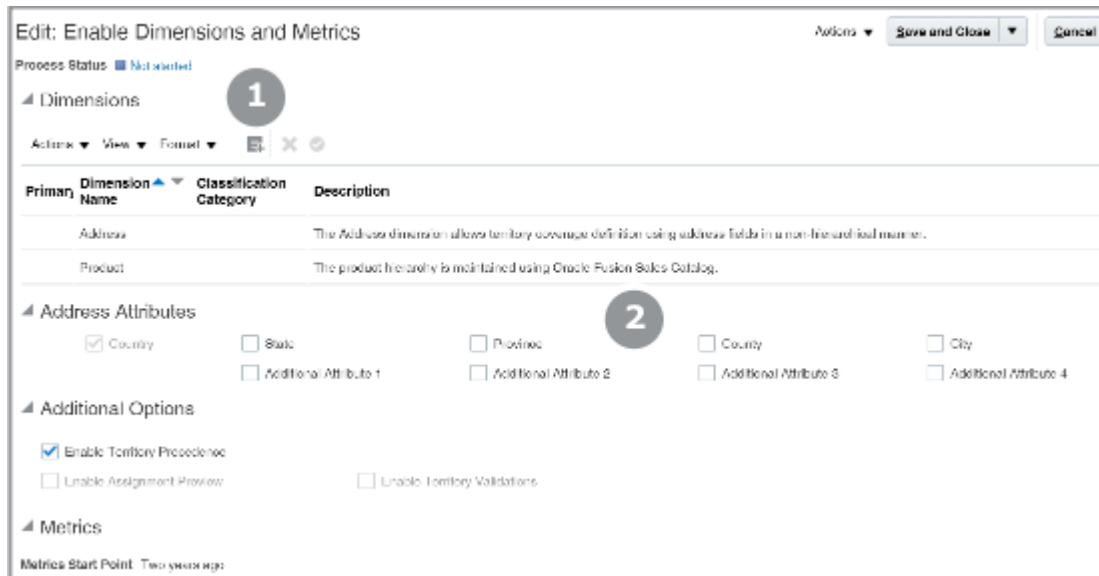 Edit: Enable Dimensions and Metrics
Actions Save and Close Cancel
Process Status Not started
1
Dimensions
Actions View Format
Primary Dimension Name Classification Category Description
Address The Address dimension allows territory coverage definition using address fields in a non-hierarchical manner.
Product The product hierarchy is maintained using Oracle Fusion Sales Catalog.
Address Attributes
2
Country State Province County City
Additional Attribute 1 Additional Attribute 2 Additional Attribute 3 Additional Attribute 4
Additional Options
Enable Territory Precedence
Enable Assignment Preview Enable Territory Validations
Metrics
Metrics Start Point Two years ago